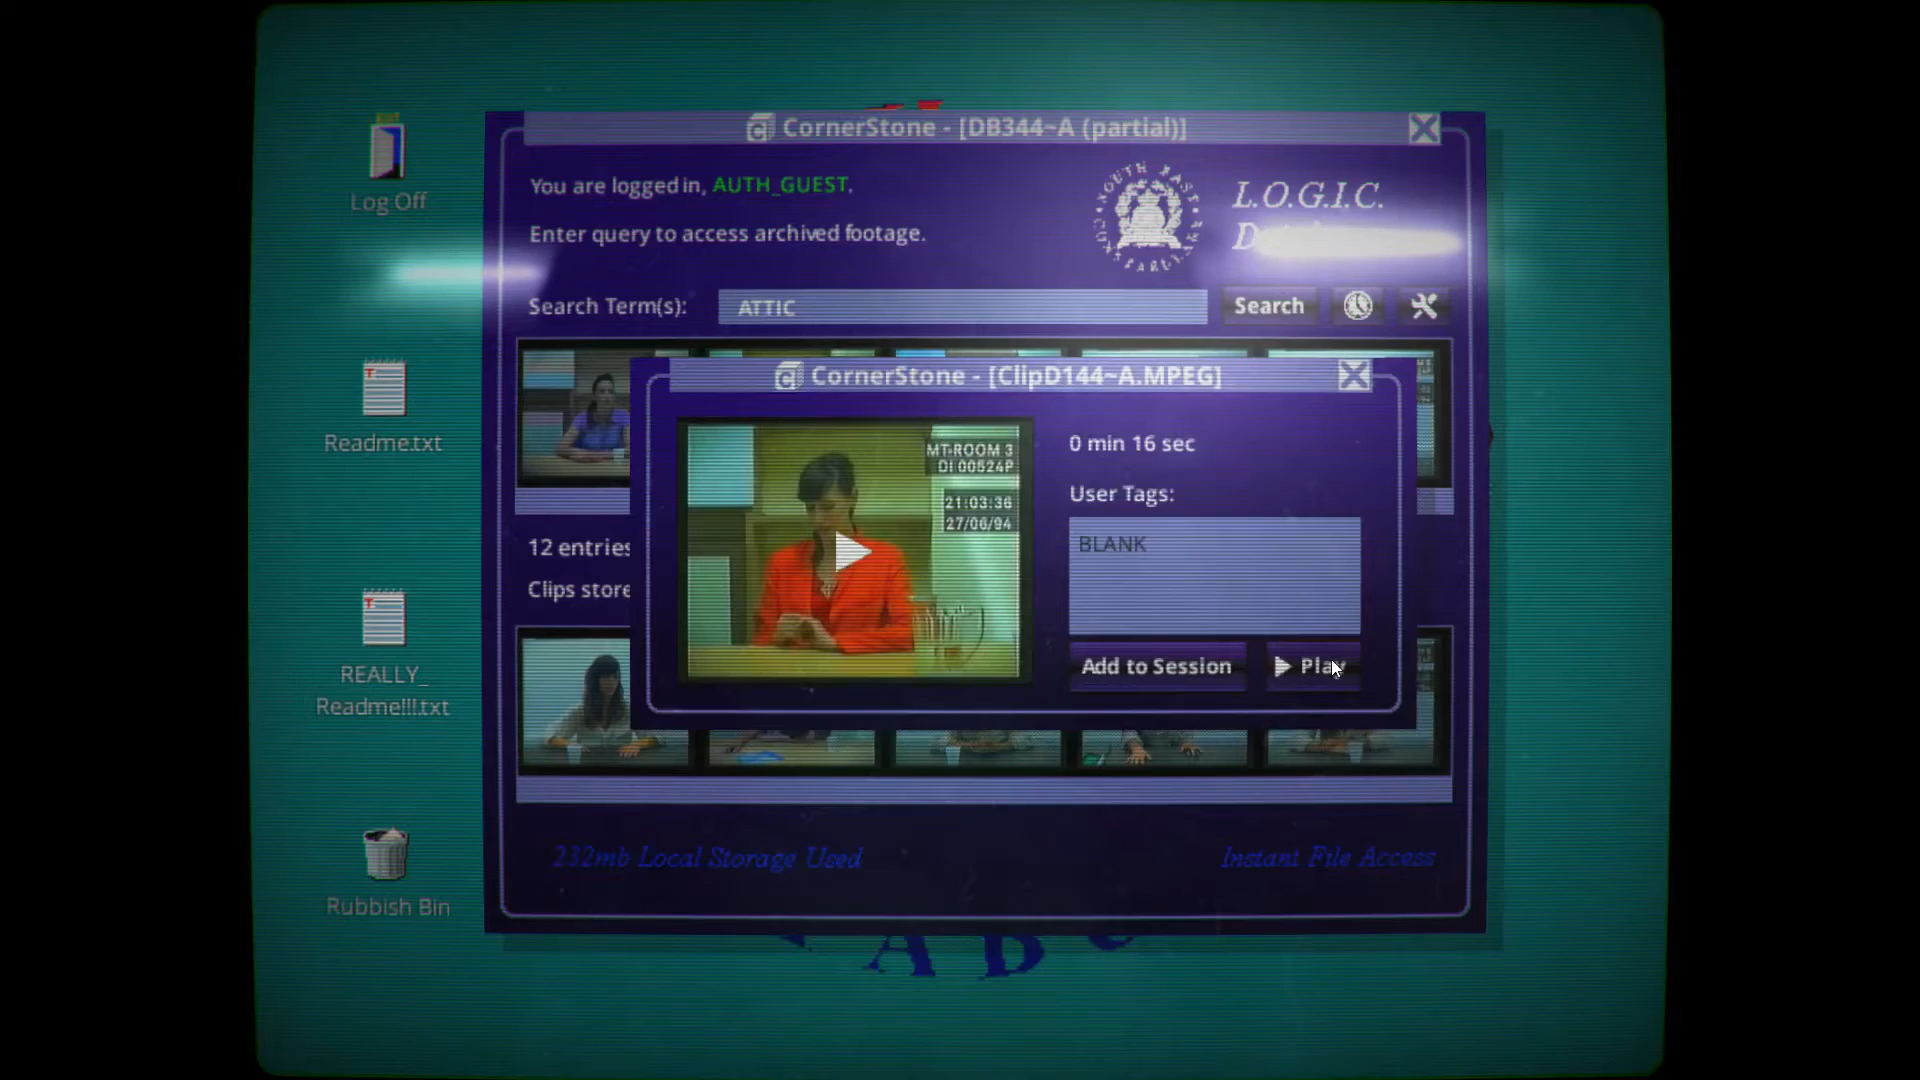 CornerStone - [DB344~A (partial)]
You are logged in, AUTH_GUEST.
Enter query to access archived footage.
SOUTH EAST
L.O.G.I.C.
Search Term(s):
ATTIC
Search
CornerStone - [ClipD144~A.MPEG]
MT-ROOM 3
DI 00524P
21:03:36
27/06/94
0 min 16 sec
User Tags:
BLANK
Add to Session
Play
12 entries
Clips store
232mb Local Storage Used
Instant File Access
Log Off
Readme.txt
REALLY_
Readme!!!.txt
Rubbish Bin